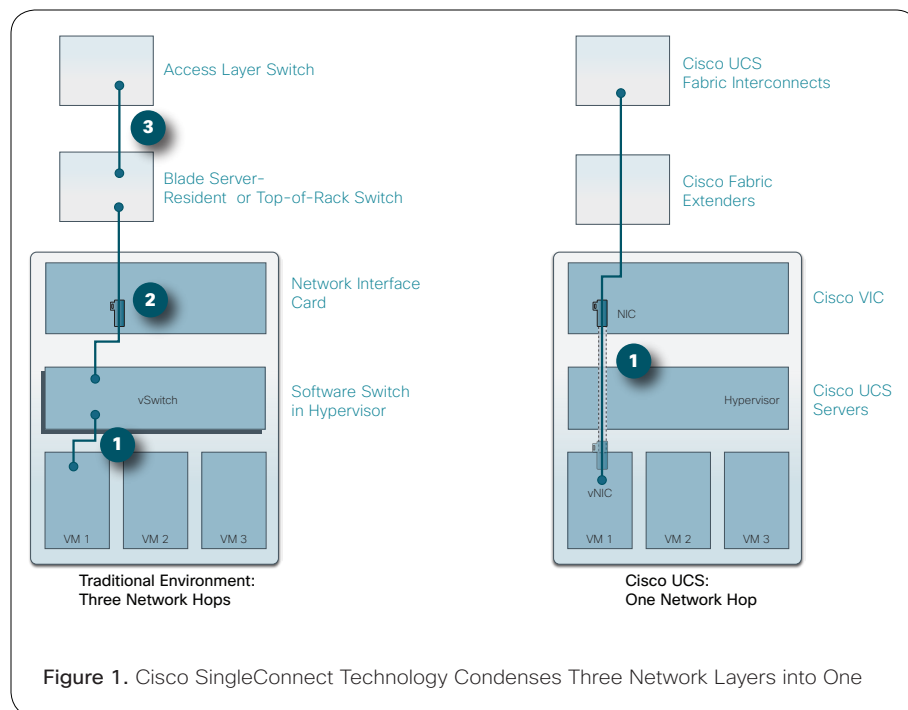 Access Layer Switch
3
Blade Server-
Resident or Top-of-Rack Switch
Network Interface
Card
2
vSwitch
Software Switch
in Hypervisor
1
VM 1
VM 2
VM 3
Traditional Environment:
Three Network Hops
Cisco UCS
Fabric Interconnects
Cisco Fabric
Extenders
NIC
Cisco VIC
1
Hypervisor
Cisco UCS
Servers
vNIC
VM 1
VM 2
VM 3
Cisco UCS:
One Network Hop
Figure 1. Cisco SingleConnect Technology Condenses Three Network Layers into One